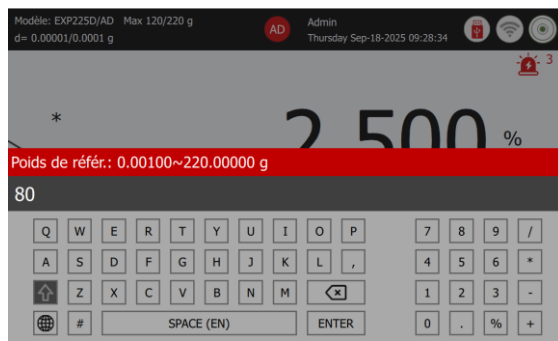 Modèle: EXP225D/AD Max 120/220 g
d= 0.00001/0.0001 g
AD
Admin
Thursday Sep-18-2025 09:28:34
3
*
2.500 %
Poids de référ.: 0.00100~220.00000 g
80
Q W E R T Y U I O P 7 8 9 /
A S D F G H J K L , 4 5 6 *
Z X C V B N M 1 2 3 -
# SPACE (EN) ENTER 0 . % +